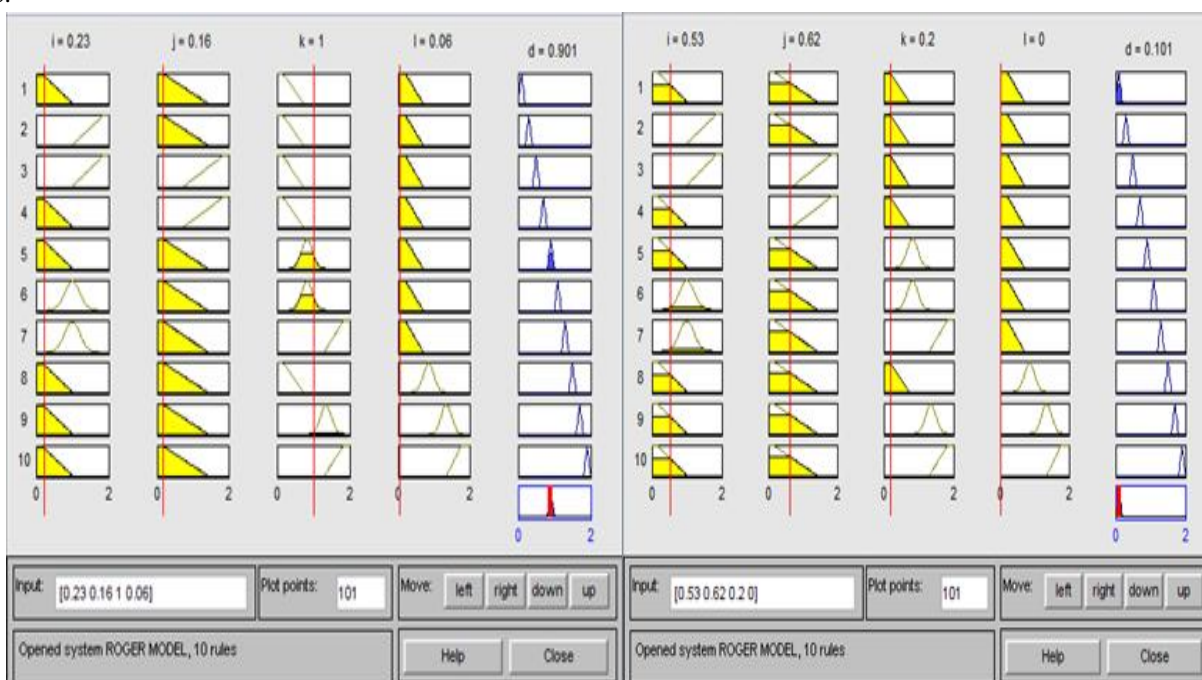 i = 0.23 j = 0.16 k = 1 l = 0.06 d = 0.901
1
2
3
4
5
6
7
8
9
10
0 2 0 2 0 2 0 2
0 2
Input: [0.23 0.16 1 0.06] Plot points: 101 Move: left right down up
Opened system ROGER MODEL, 10 rules Help Close
i = 0.53 j = 0.62 k = 0.2 l = 0 d = 0.101
1
2
3
4
5
6
7
8
9
10
0 2 0 2 0 2 0 2
0 2
Input: [0.53 0.62 0.2 0] Plot points: 101 Move: left right down up
Opened system ROGER MODEL, 10 rules Help Close